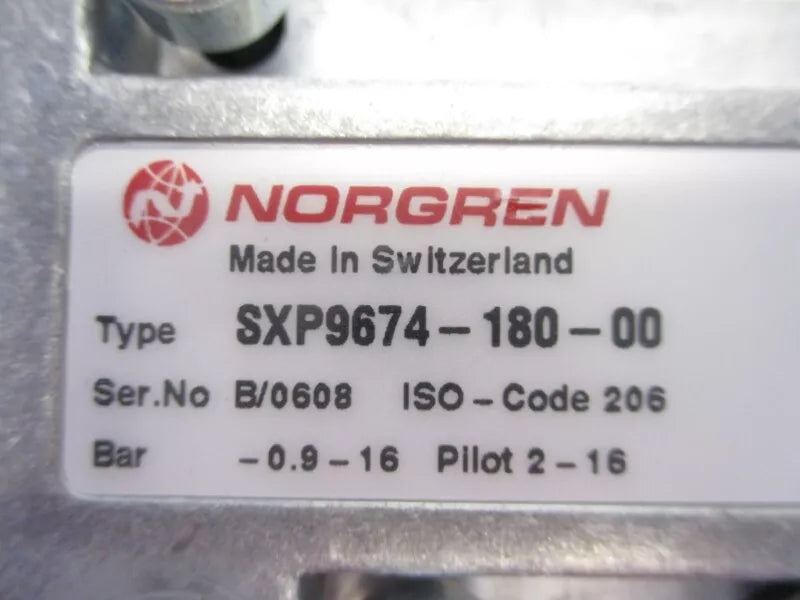 NORGREN
Made in Switzerland
Type SXP9674-180-00
Ser.No B/0608 ISO-Code 206
Bar -0.9-16 Pilot 2-16